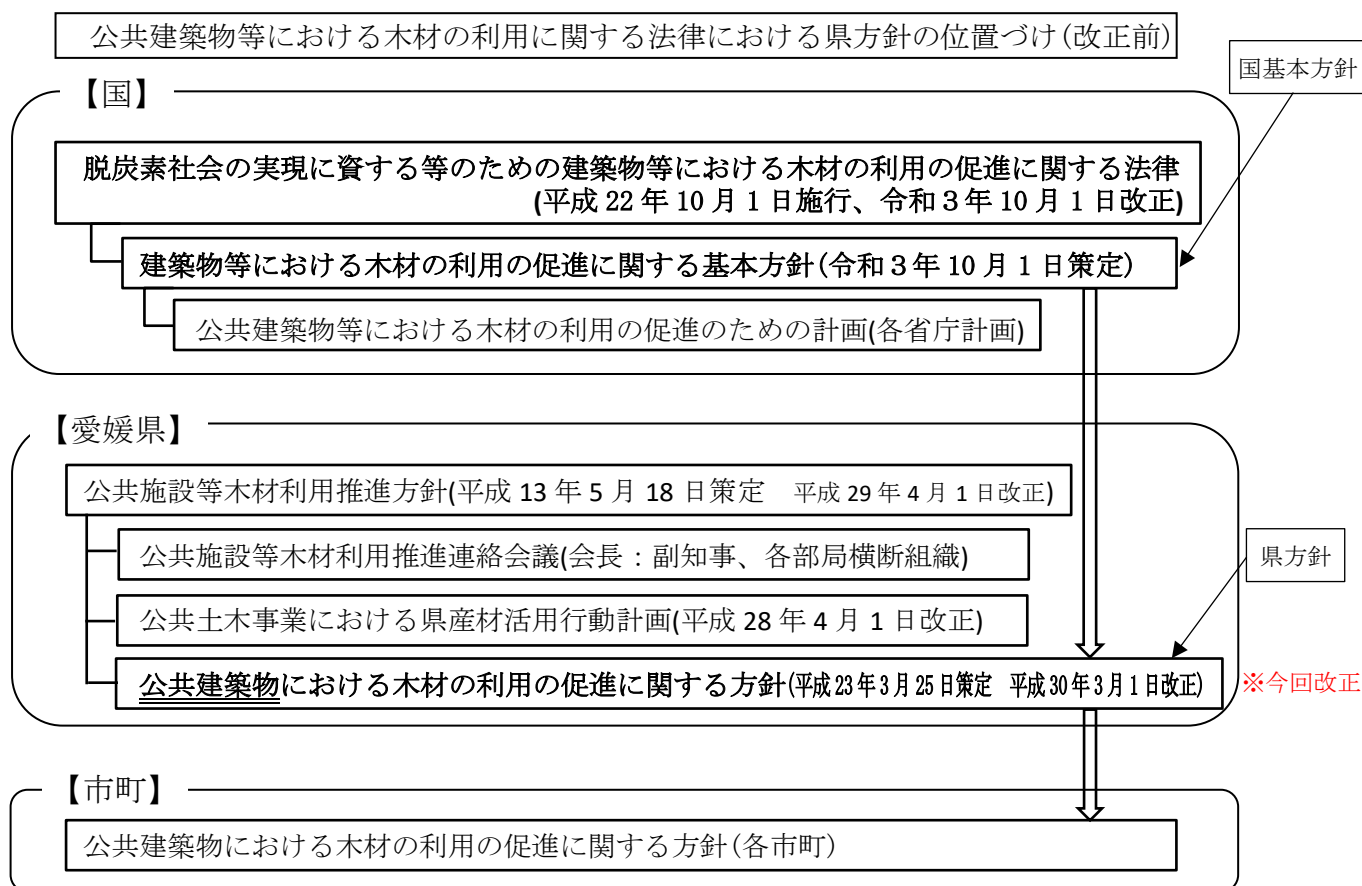 公共建築物等における木材の利用に関する法律における県方針の位置づけ(改正前)
国基本方針
【国】
脱炭素社会の実現に資する等のための建築物等における木材の利用の促進に関する法律
(平成 22 年 10 月 1 日施行、令和3年 10 月 1 日改正)
建築物等における木材の利用の促進に関する基本方針(令和3年 10 月 1 日策定)
公共建築物等における木材の利用の促進のための計画(各省庁計画)
【愛媛県】
公共施設等木材利用推進方針(平成 13 年 5 月 18 日策定　平成 29 年 4 月 1 日改正)
公共施設等木材利用推進連絡会議(会長：副知事、各部局横断組織)
県方針
公共土木事業における県産材活用行動計画(平成 28 年 4 月 1 日改正)
公共建築物における木材の利用の促進に関する方針(平成23年3月25日策定　平成30年3月1日改正)
※今回改正
【市町】
公共建築物における木材の利用の促進に関する方針(各市町)